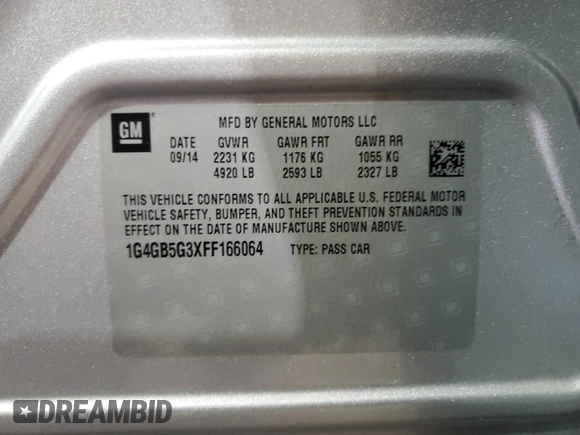 GM
MFD BY GENERAL MOTORS LLC
DATE GVWR GAWR FRT GAWR RR
09/14 2231 KG 1176 KG 1055 KG
4920 LB 2593 LB 2327 LB
THIS VEHICLE CONFORMS TO ALL APPLICABLE U.S. FEDERAL MOTOR
VEHICLE SAFETY, BUMPER, AND THEFT PREVENTION STANDARDS IN
EFFECT ON THE DATE OF MANUFACTURE SHOWN ABOVE.
1G4GB5G3XFF166064 TYPE: PASS CAR
DREAMBID